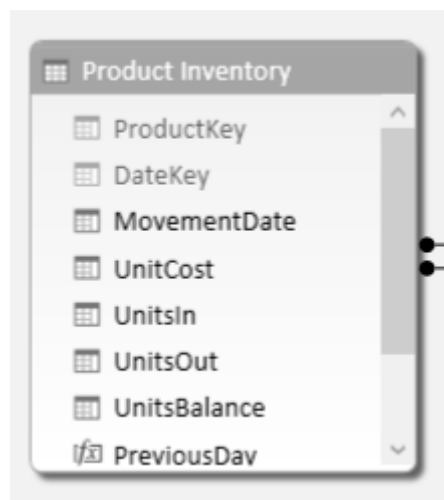 Product Inventory
ProductKey
DateKey
MovementDate
UnitCost
UnitsIn
UnitsOut
UnitsBalance
PreviousDay